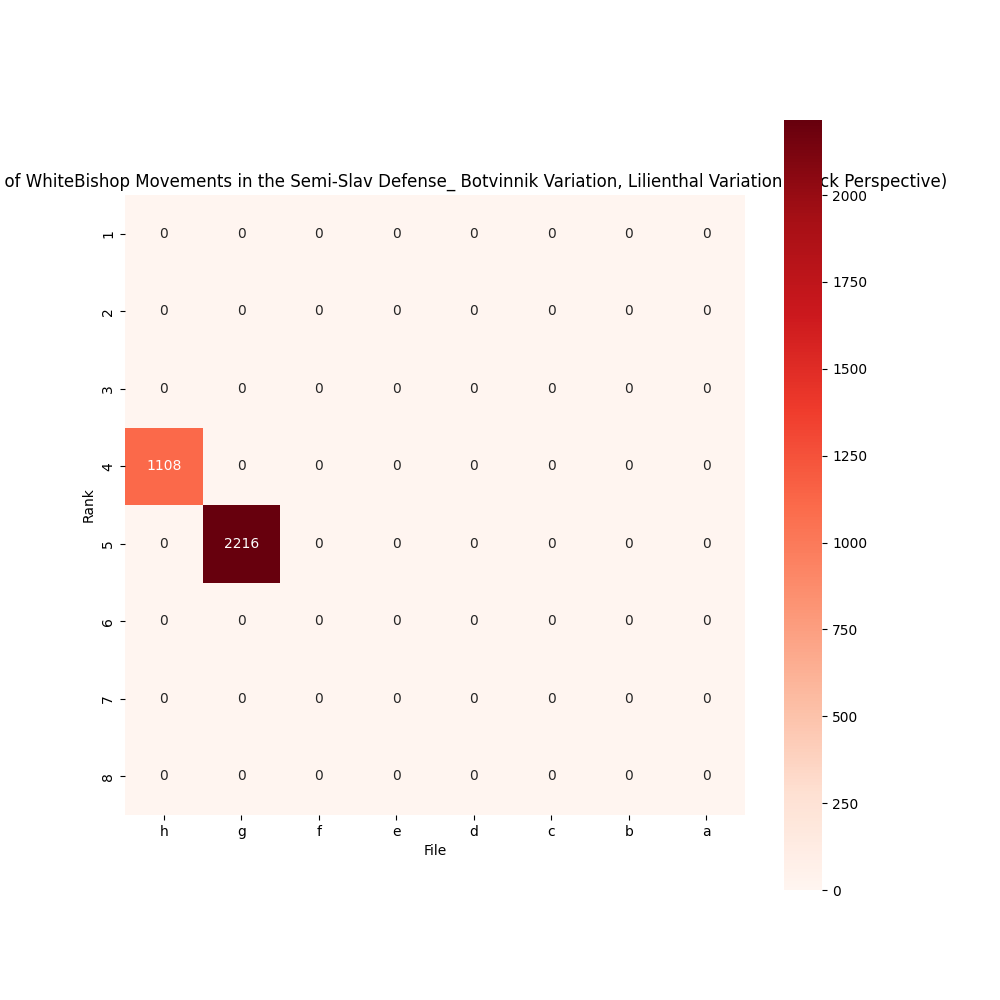 of WhiteBishop Movements in the Semi-Slav Defense_ Botvinnik Variation, Lilienthal Variation Perspective)
2000
1 0 0 0 0 0 0 0 0
1750
2 0 0 0 0 0 0 0 0
1500
3 0 0 0 0 0 0 0 0
1250
4 1108 0 0 0 0 0 0 0
Rank
1000
5 0 2216 0 0 0 0 0 0
750
6 0 0 0 0 0 0 0 0
500
7 0 0 0 0 0 0 0 0
250
8 0 0 0 0 0 0 0 0
h g f e d c b a
File
0